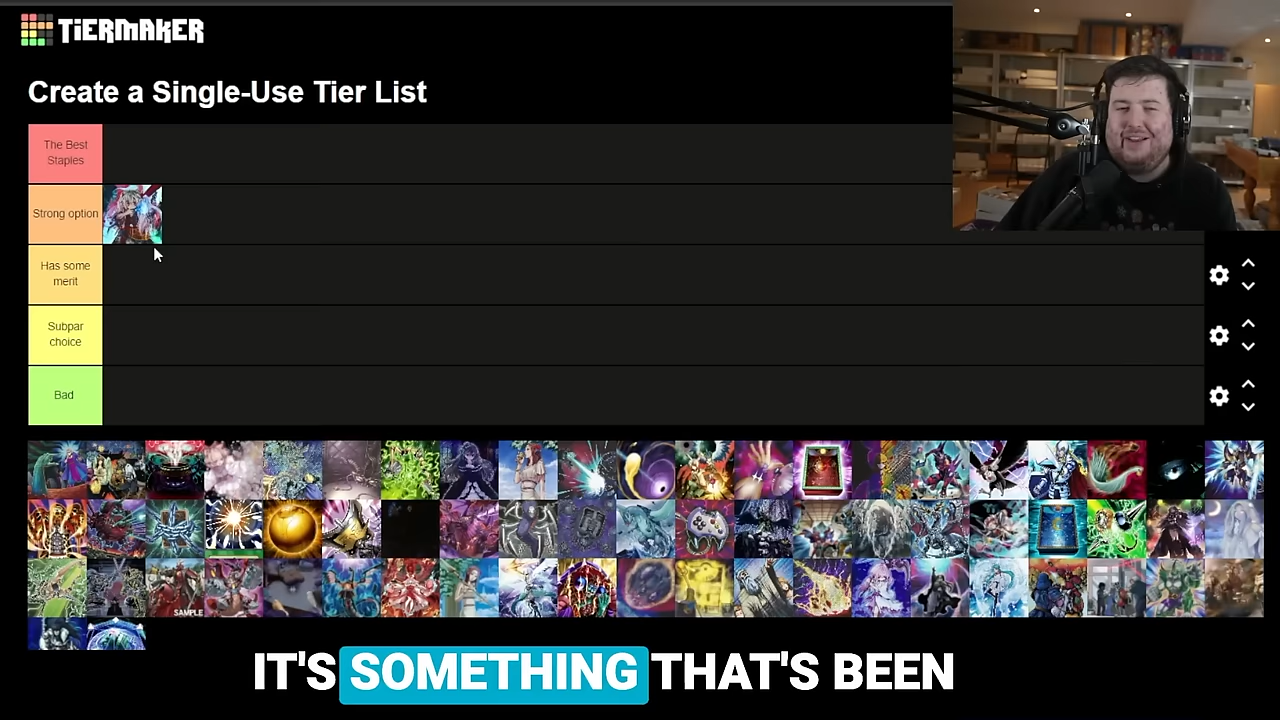 TiERMAKER
Create a Single-Use Tier List
The Best
Staples
Strong option
Has some
merit
Subpar
choice
Bad
SAMPLE
IT'S SOMETHING THAT'S BEEN